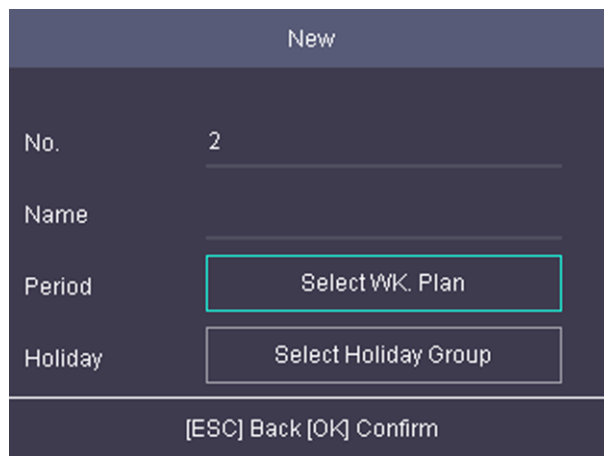 New
No. 2
Name
Period Select WK. Plan
Holiday Select Holiday Group
[ESC] Back [OK] Confirm